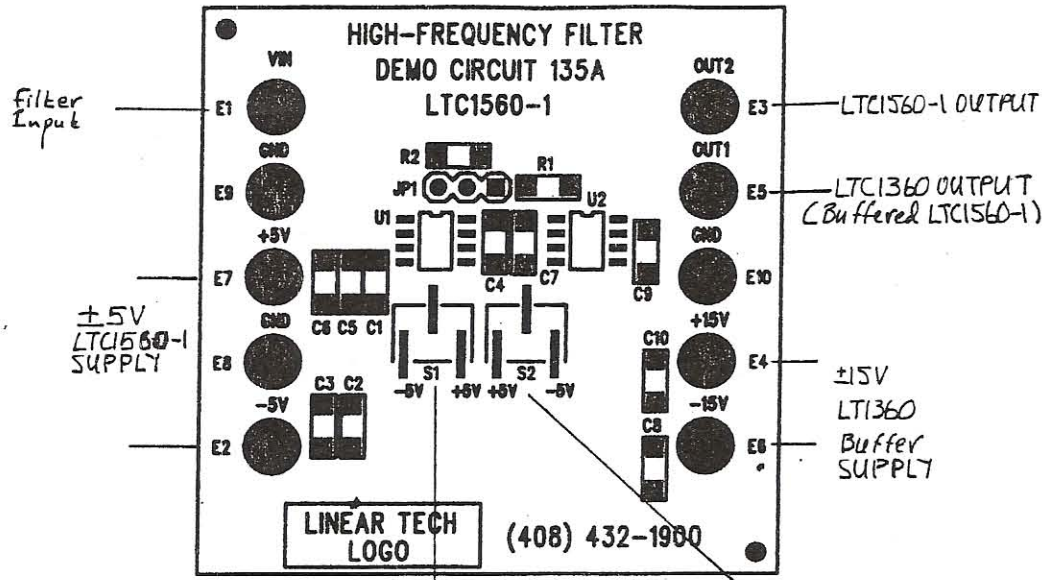 HIGH-FREQUENCY FILTER
DEMO CIRCUIT 135A
LTC1560-1
VIN
E1
Filter
Input
GND
E9
+5V
E7
±5V
LTC1560-1
SUPPLY
GND
E8
-5V
E2
R2
JP1
R1
U1
U2
C4
C7
C9
C6 C5 C1
C3 C2
-5V S1 +5V
+5V S2 -5V
C10
C8
OUT2
E3
LTC1560-1 OUTPUT
OUT1
E5
LTC1360 OUTPUT
(Buffered LTC1560-1)
GND
E10
+15V
E4
-15V
E6
±15V
LT1360
Buffer
SUPPLY
LINEAR TECH
LOGO
(408) 432-1900